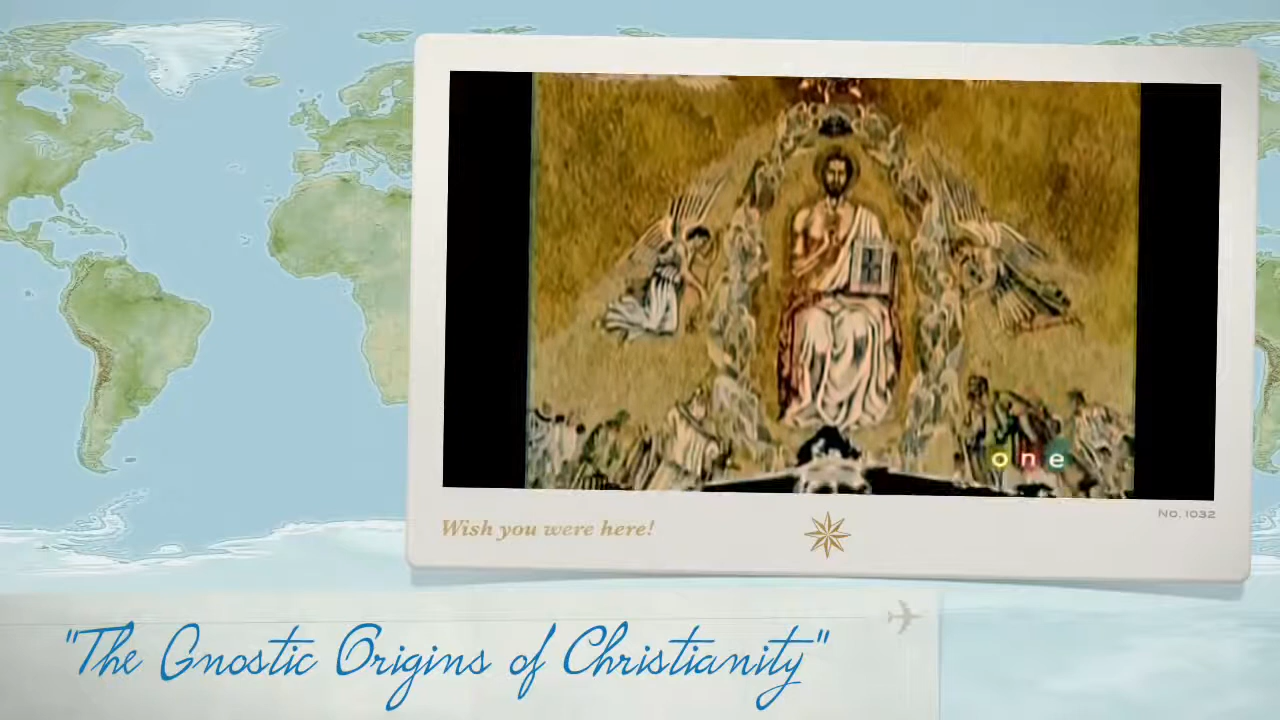 one
Wish you were here!
No. 1032
"The Gnostic Origins of Christianity"